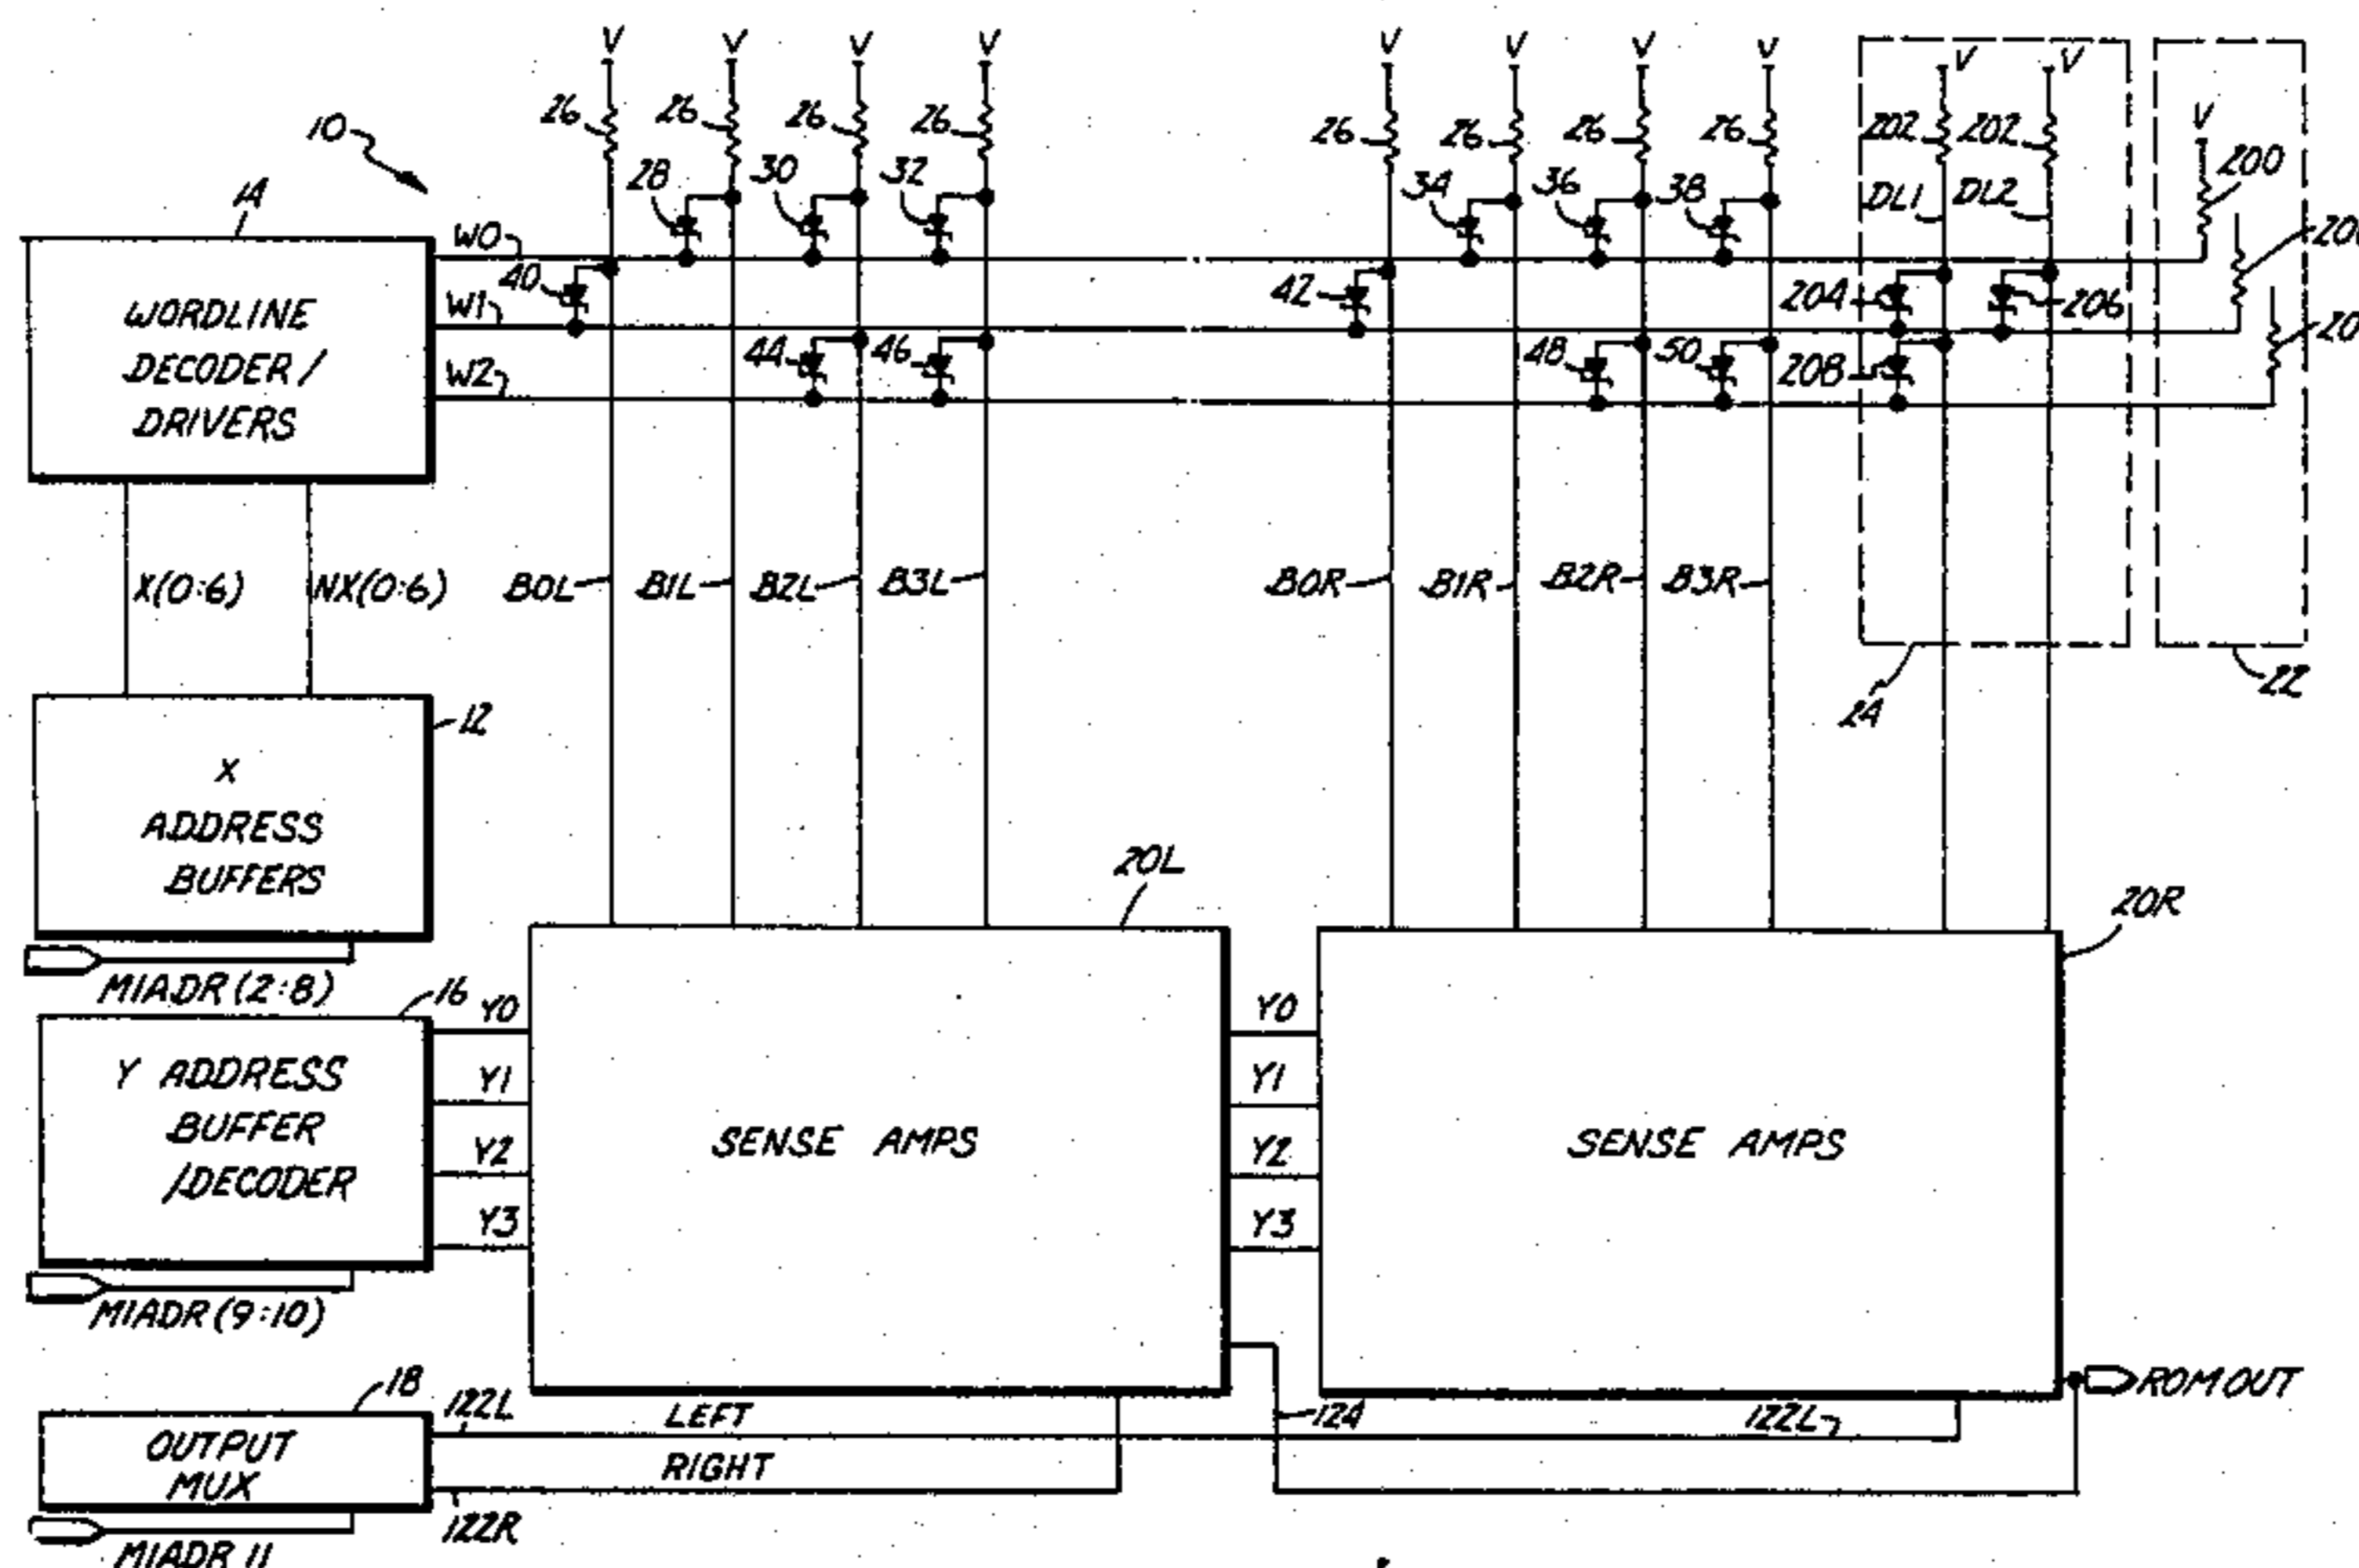 V V V V V V V V V V
V
26 26 26 26 26 26 26 26 202 202
10
28 30 32 34 36 38 DL1 DL2 200
14
W0
200
40 42 204 206
WORDLINE
DECODER/
DRIVERS
W1
44 46 48 50 208
W2
X(0:6) NX(0:6) B0L B1L B2L B3L B0R B1R B2R B3R
24 22
12
X
ADDRESS
BUFFERS
20L
20R
MIADR(2:8)
16
Y ADDRESS
BUFFER
/DECODER
Y0 Y0
Y1 Y1
Y2 Y2
Y3 Y3
SENSE AMPS SENSE AMPS
MIADR(9:10)
18
OUTPUT
MUX
122L LEFT 124 122L
ROM OUT
RIGHT
122R
MIADR 11